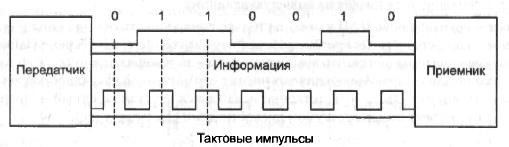 0 1 1 0 0 1 0
Передатчик
Информация
Приемник
Тактовые импульсы